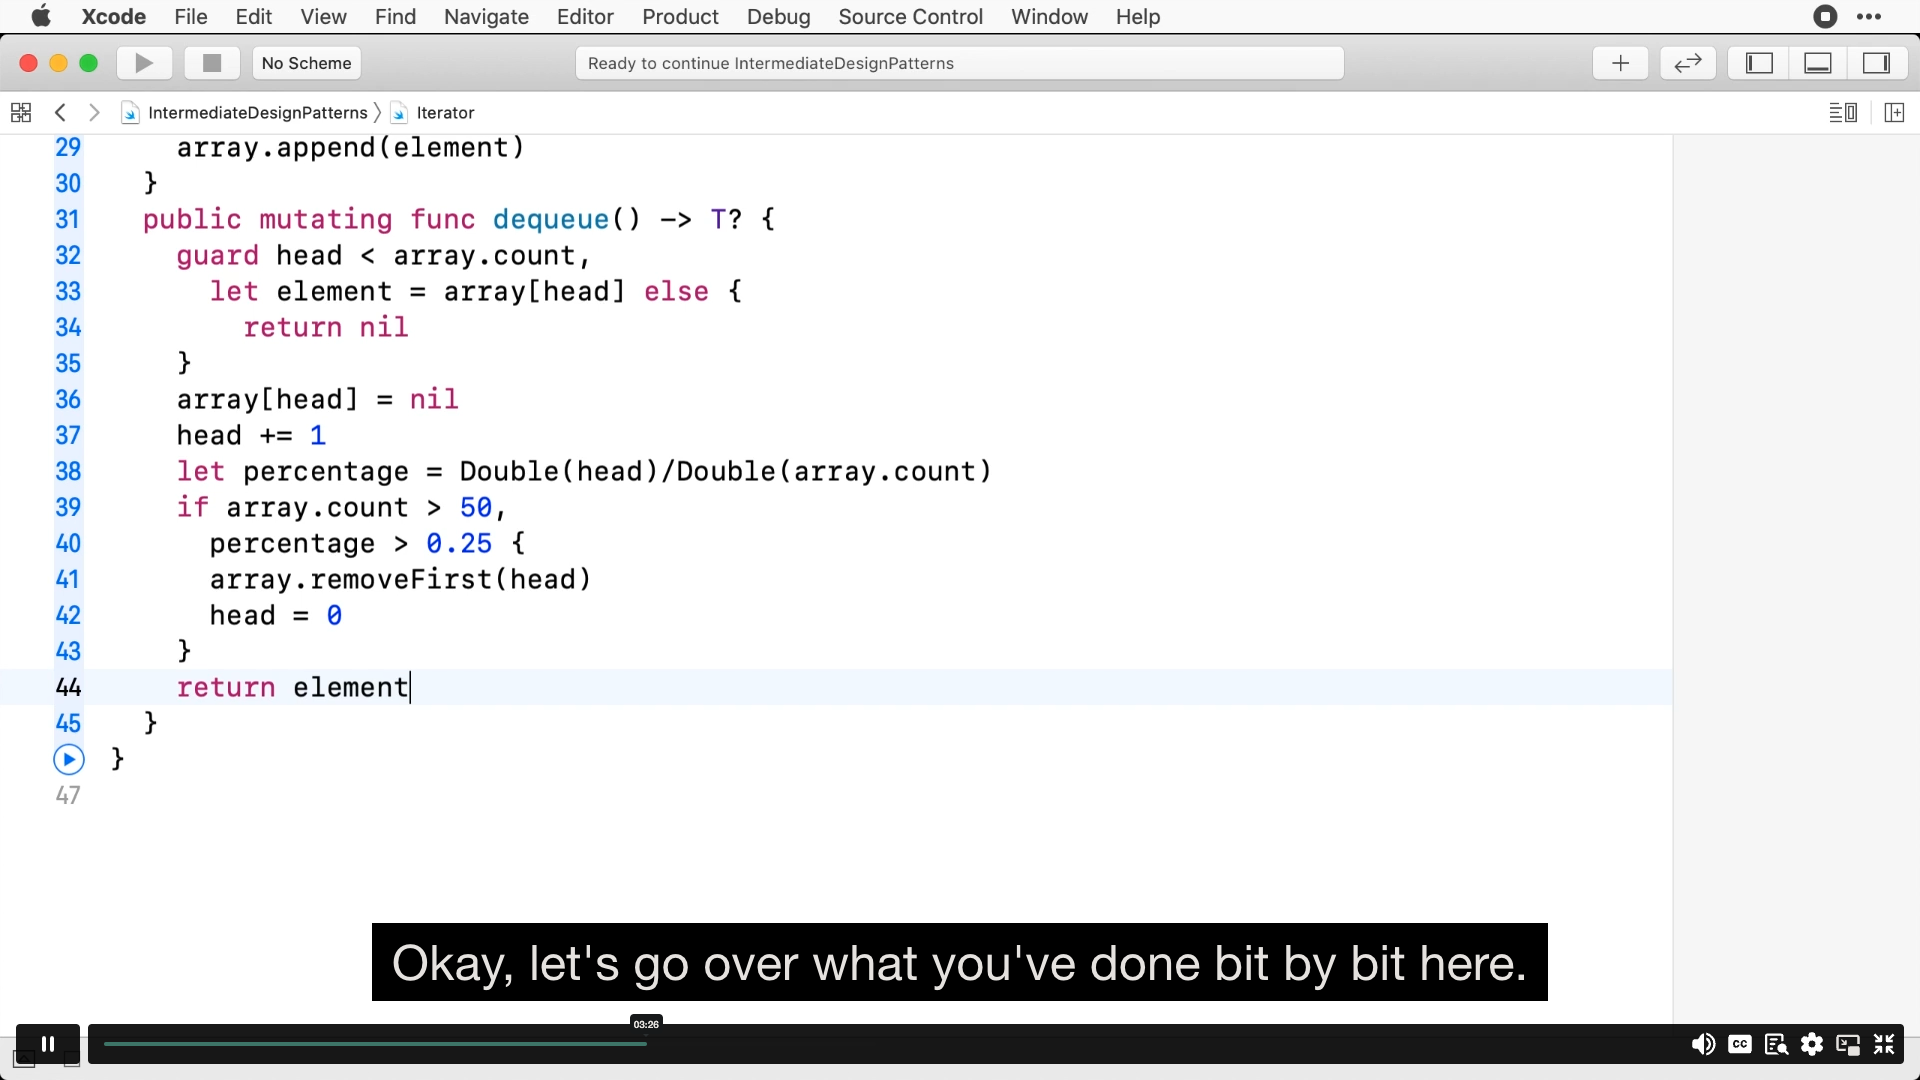 Xcode File Edit View Find Navigate Editor Product Debug Source Control Window Help
No Scheme
Ready to continue IntermediateDesignPatterns
IntermediateDesignPatterns 〉 Iterator
29 array.append(element)
30 }
31 public mutating func dequeue() -> T? {
32 guard head < array.count,
33 let element = array[head] else {
34 return nil
35 }
36 array[head] = nil
37 head += 1
38 let percentage = Double(head)/Double(array.count)
39 if array.count > 50,
40 percentage > 0.25 {
41 array.removeFirst(head)
42 head = 0
43 }
44 return element
45 }
}
47
Okay, let's go over what you've done bit by bit here.
03:26
CC